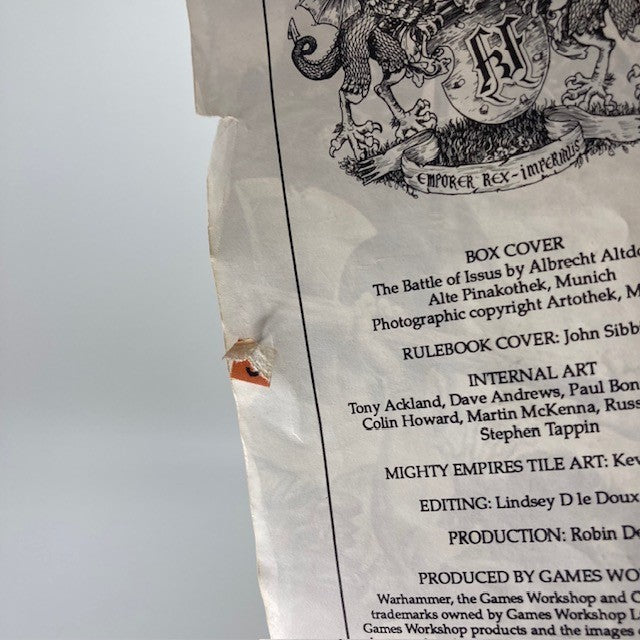 EMPORER REX-IMPERIALIS
BOX COVER
The Battle of Issus by Albrecht Altdo
Alte Pinakothek, Munich
Photographic copyright Artothek, M
RULEBOOK COVER: John Sibb
INTERNAL ART
Tony Ackland, Dave Andrews, Paul Bon
Colin Howard, Martin McKenna, Russ
Stephen Tappin
MIGHTY EMPIRES TILE ART: Kev
EDITING: Lindsey D le Doux
PRODUCTION: Robin De
PRODUCED BY GAMES WO
Warhammer, the Games Workshop and C
trademarks owned by Games Workshop L
Games Workshop products and the images